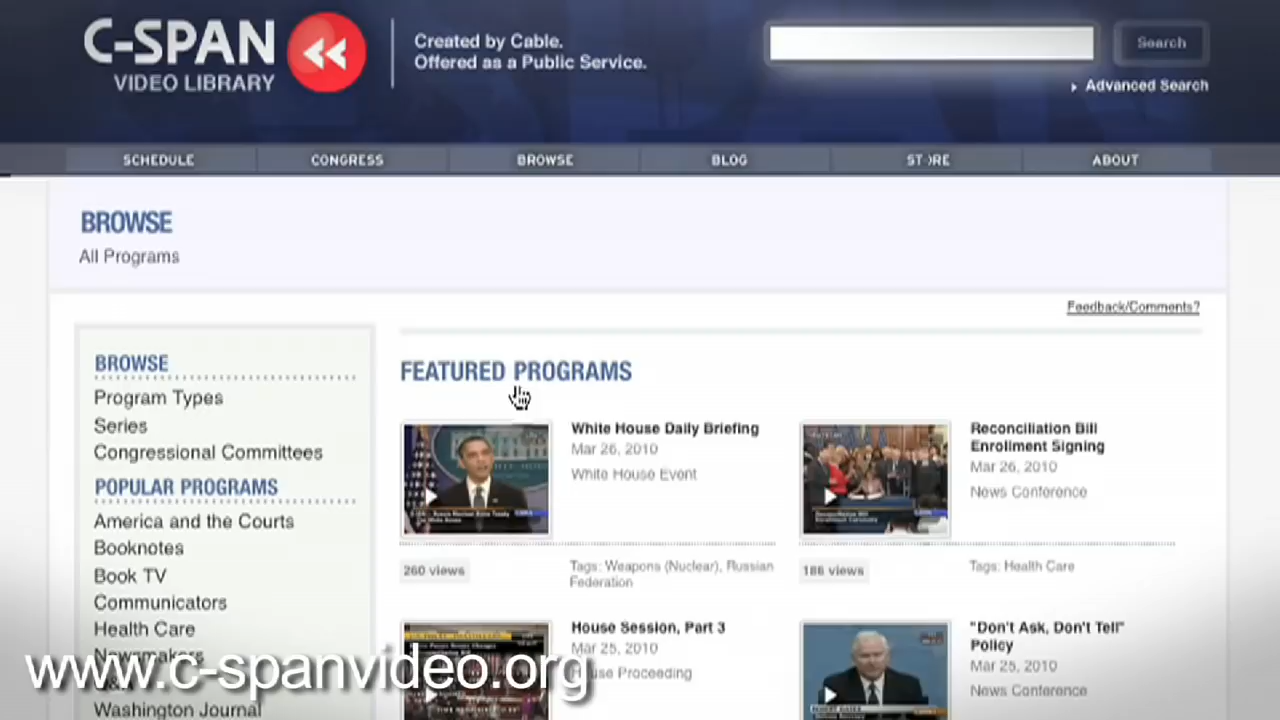 C-SPAN
VIDEO LIBRARY
Created by Cable.
Offered as a Public Service.
Search
Advanced Search
SCHEDULE
CONGRESS
BROWSE
BLOG
STORE
ABOUT
BROWSE
All Programs
Feedback/Comments?
BROWSE
Program Types
Series
Congressional Committees
POPULAR PROGRAMS
America and the Courts
Booknotes
Book TV
Communicators
Health Care
Newsmakers
Washington Journal
FEATURED PROGRAMS
White House Daily Briefing
Mar 26, 2010
White House Event
260 views
Tags: Weapons (Nuclear), Russian
Federation
Reconciliation Bill
Enrollment Signing
Mar 26, 2010
News Conference
186 views
Tags: Health Care
House Session, Part 3
Mar 25, 2010
House Proceeding
"Don't Ask, Don't Tell"
Policy
Mar 25, 2010
News Conference
www.c-spanvideo.org